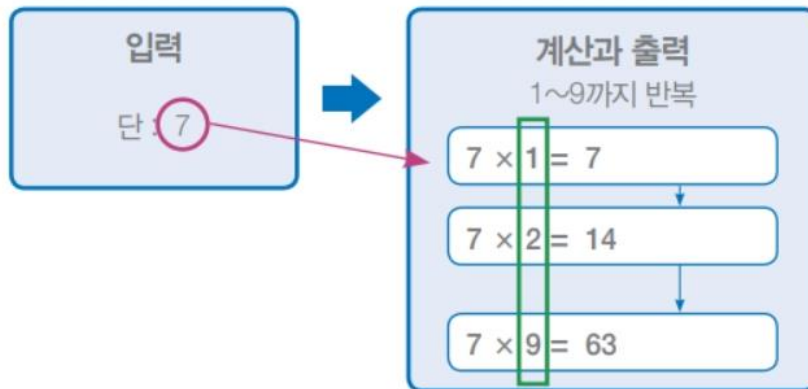 입력
단 : 7
계산과 출력
1~9까지 반복
7 × 1 = 7
7 × 2 = 14
7 × 9 = 63